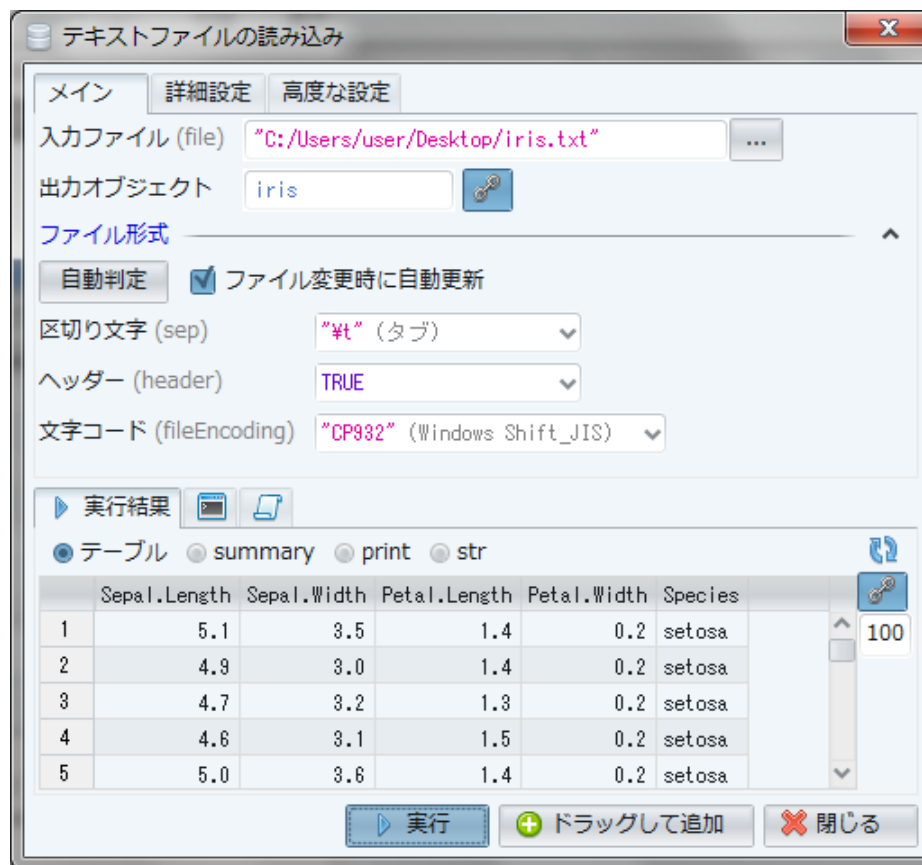 テキストファイルの読み込み
メイン 詳細設定 高度な設定
入力ファイル (file) "C:/Users/user/Desktop/iris.txt" ...
出力オブジェクト iris
ファイル形式
自動判定 ファイル変更時に自動更新
区切り文字 (sep) "¥t" (タブ)
ヘッダー (header) TRUE
文字コード (fileEncoding) "CP932" (Windows Shift_JIS)
実行結果
テーブル summary print str
Sepal.Length Sepal.Width Petal.Length Petal.Width Species
1 5.1 3.5 1.4 0.2 setosa 100
2 4.9 3.0 1.4 0.2 setosa
3 4.7 3.2 1.3 0.2 setosa
4 4.6 3.1 1.5 0.2 setosa
5 5.0 3.6 1.4 0.2 setosa
実行 ドラッグして追加 閉じる